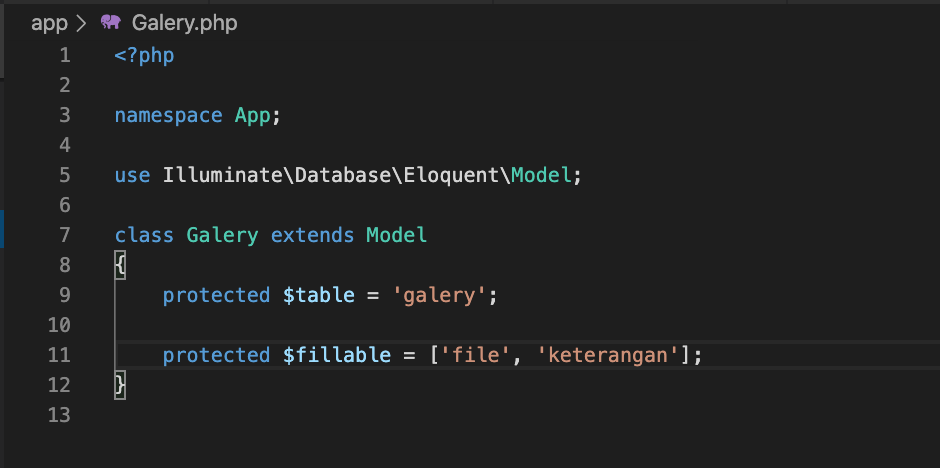 app > Galery.php
1 <?php
2
3 namespace App;
4
5 use Illuminate\Database\Eloquent\Model;
6
7 class Galery extends Model
8 {
9     protected $table = 'galery';
10
11     protected $fillable = ['file', 'keterangan'];
12 }
13